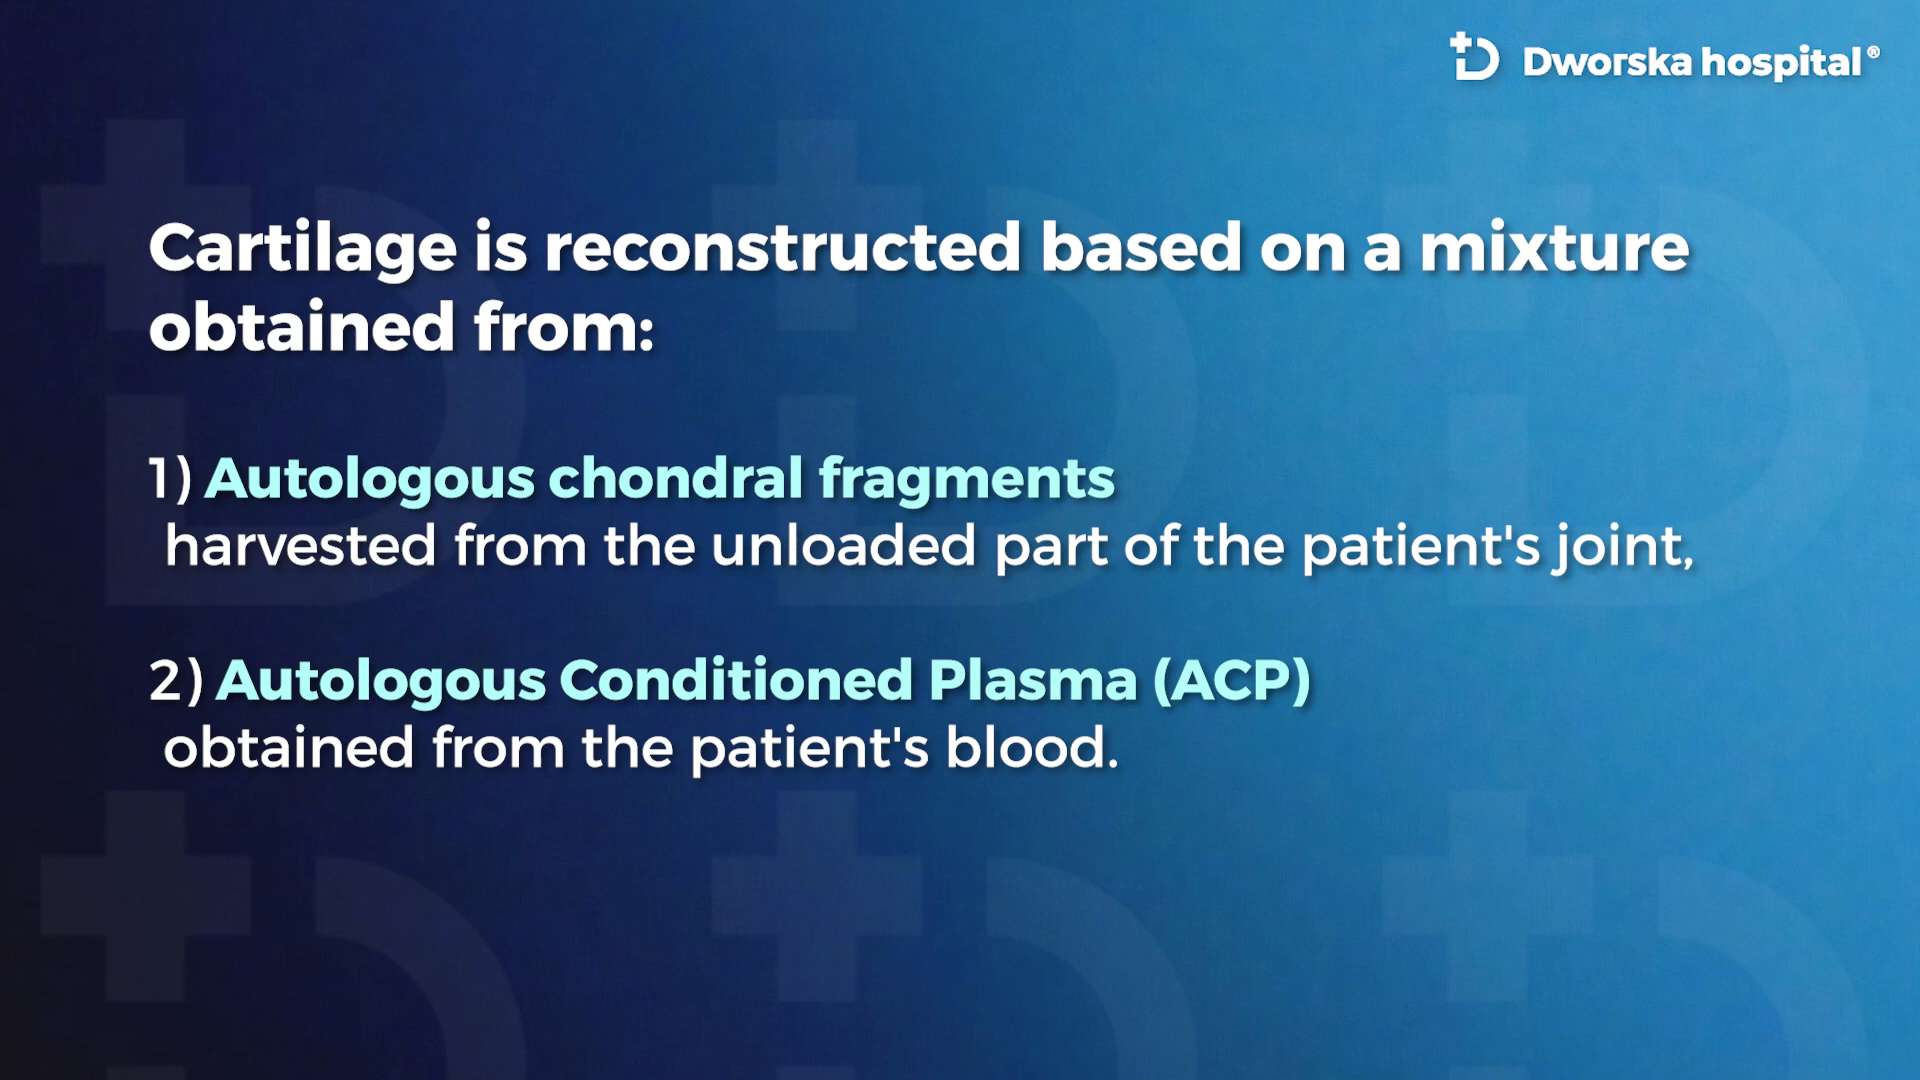 Dworska hospital®
Cartilage is reconstructed based on a mixture
obtained from:
1) Autologous chondral fragments
harvested from the unloaded part of the patient's joint,
2) Autologous Conditioned Plasma (ACP)
obtained from the patient's blood.